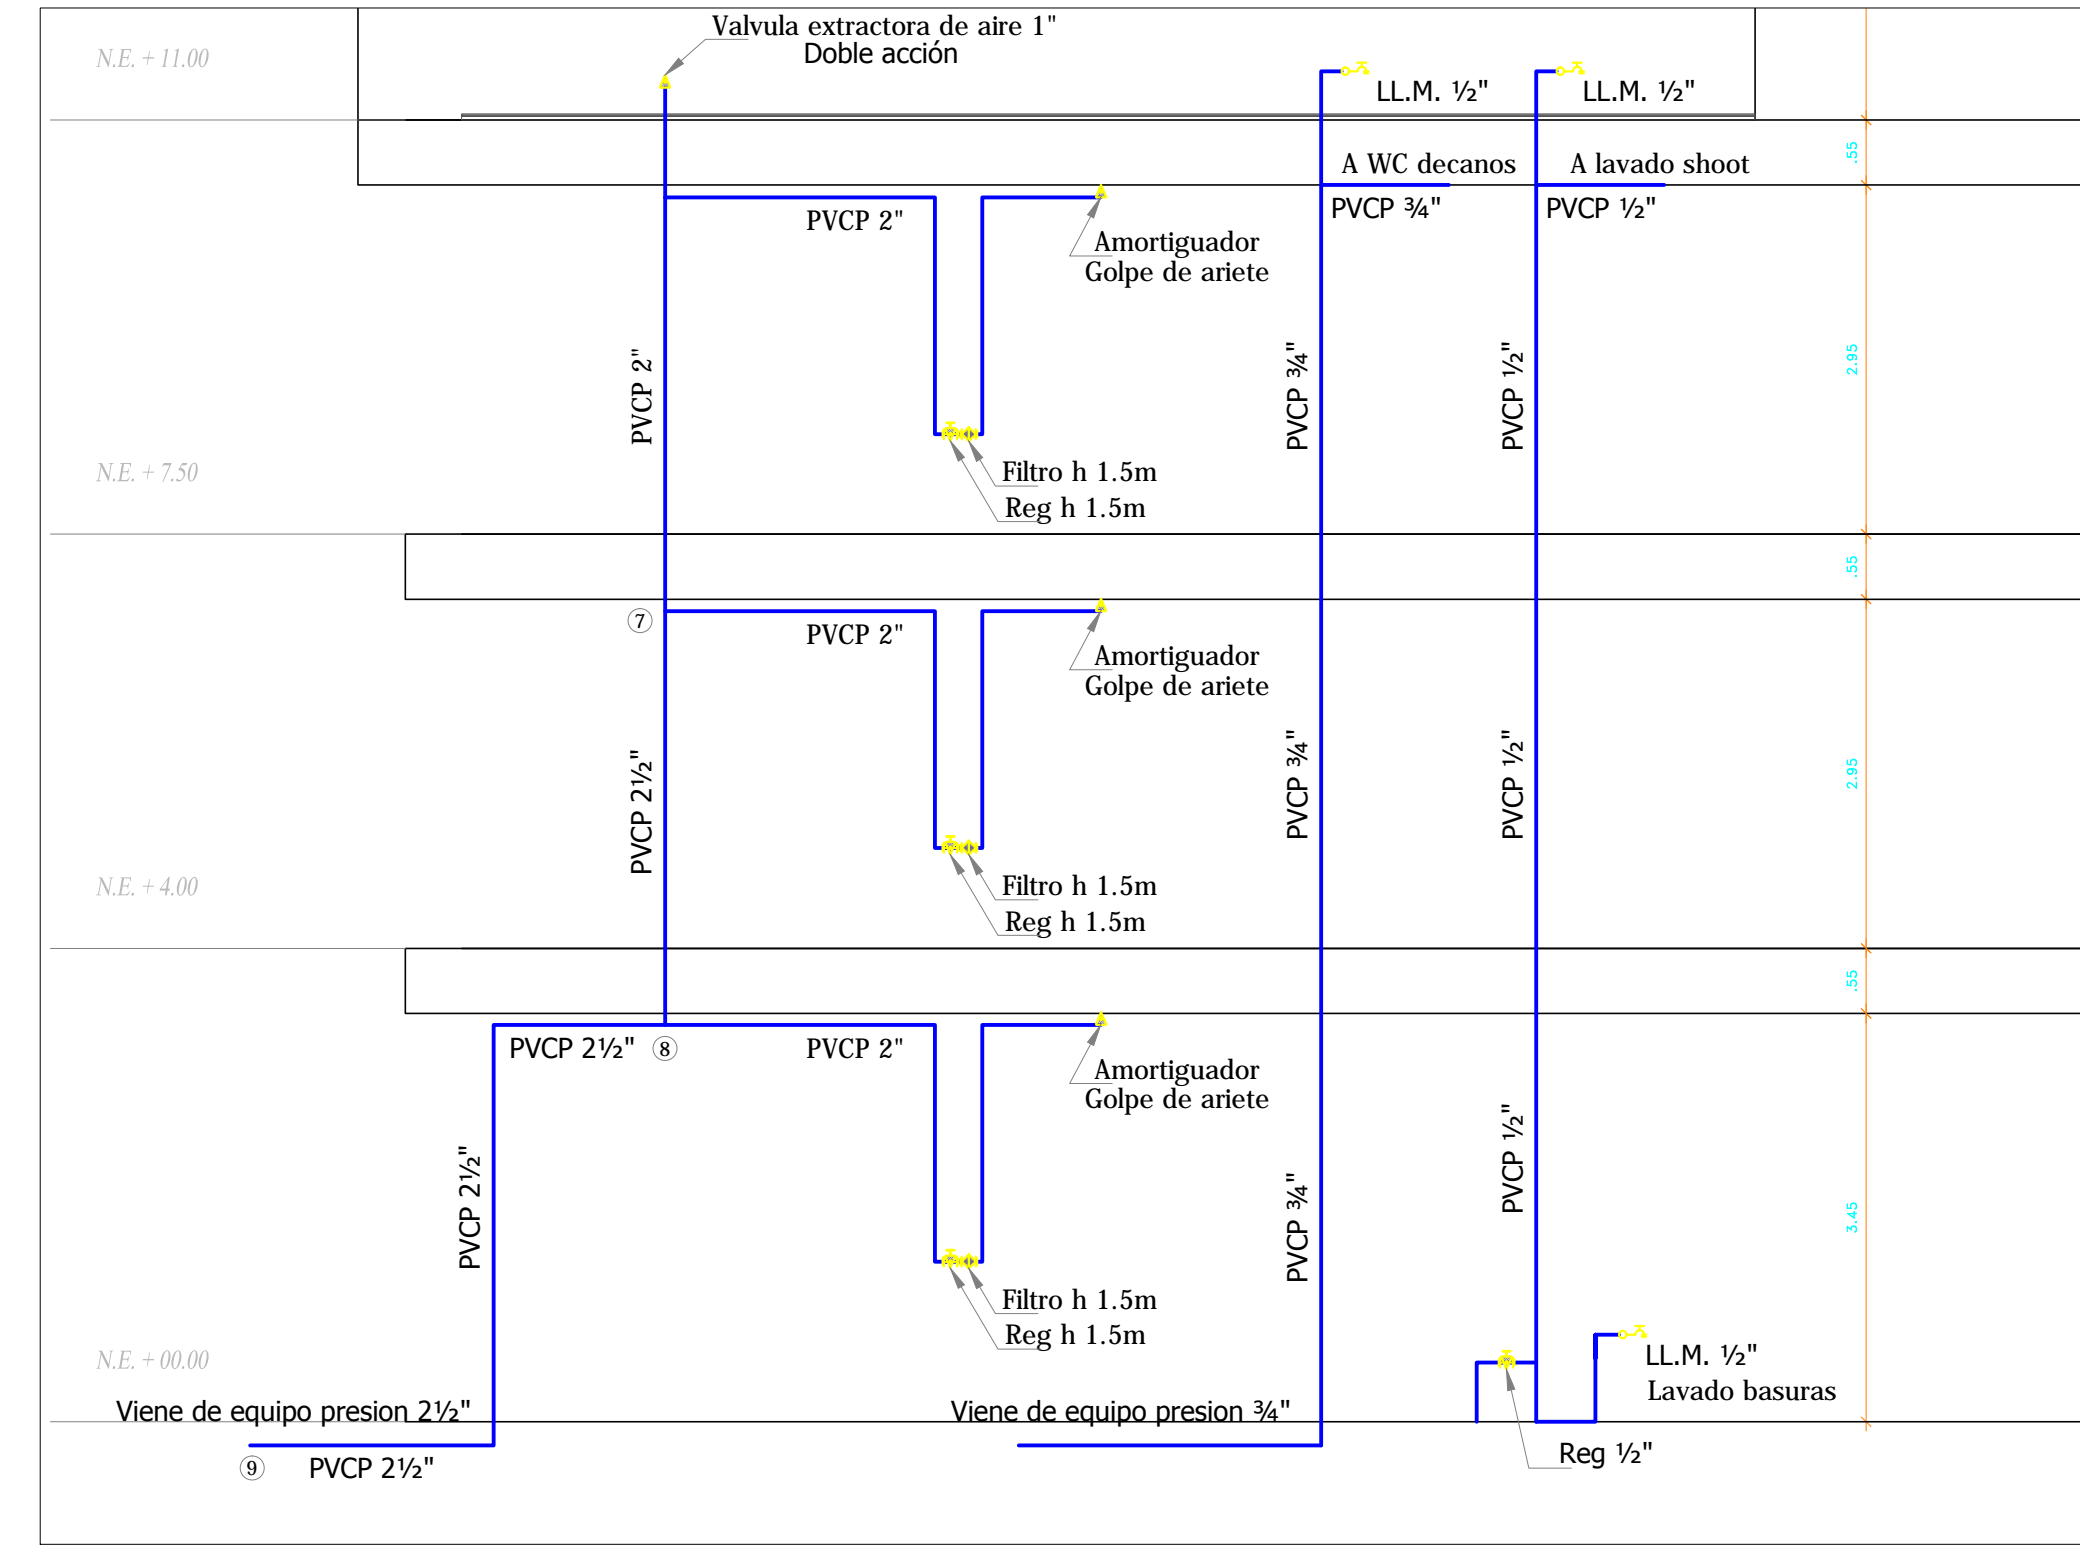 Valvula extractora de aire 1"
Doble acción
N.E. + 11.00
LL.M. ½"
LL.M. ½"
.55
A WC decanos
A lavado shoot
PVCP 2"
PVCP ¾"
PVCP ½"
Amortiguador
Golpe de ariete
PVCP 2"
PVCP ¾"
PVCP ½"
2.95
N.E. + 7.50
Filtro h 1.5m
Reg h 1.5m
.55
7
PVCP 2"
Amortiguador
Golpe de ariete
PVCP 2½"
PVCP ¾"
PVCP ½"
2.95
N.E. + 4.00
Filtro h 1.5m
Reg h 1.5m
.55
PVCP 2½"
8
PVCP 2"
Amortiguador
Golpe de ariete
PVCP 2½"
PVCP ¾"
PVCP ½"
3.45
Filtro h 1.5m
Reg h 1.5m
N.E. + 00.00
LL.M. ½"
Lavado basuras
Viene de equipo presion 2½"
Viene de equipo presion ¾"
Reg ½"
9
PVCP 2½"